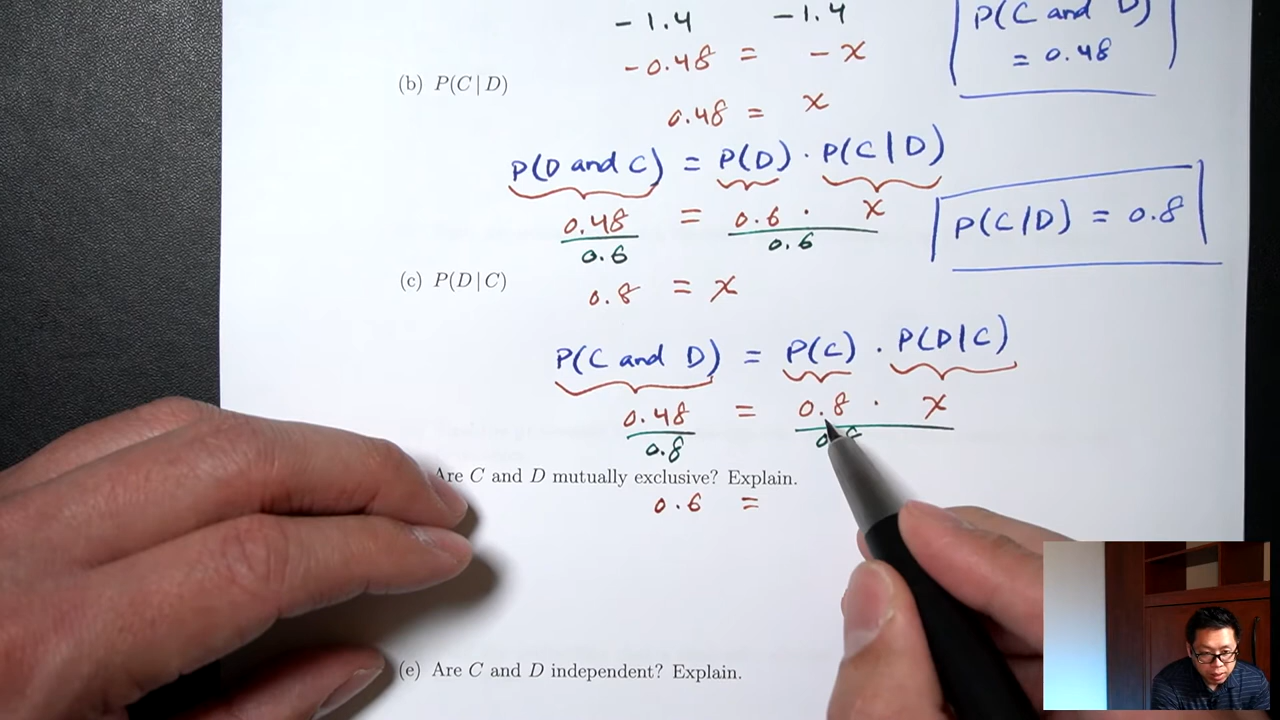 -1.4 -1.4
P(C and D)
-0.48 = -x
= 0.48
(b) P(C | D)
0.48 = x
P(D and C) = P(D) · P(C|D)
0.48 = 0.6 · x
0.6 0.6
P(C|D) = 0.8
(c) P(D | C)
0.8 = x
P(C and D) = P(C) · P(D|C)
0.48 = 0.8 · x
0.8
Are C and D mutually exclusive? Explain.
0.6 =
(e) Are C and D independent? Explain.